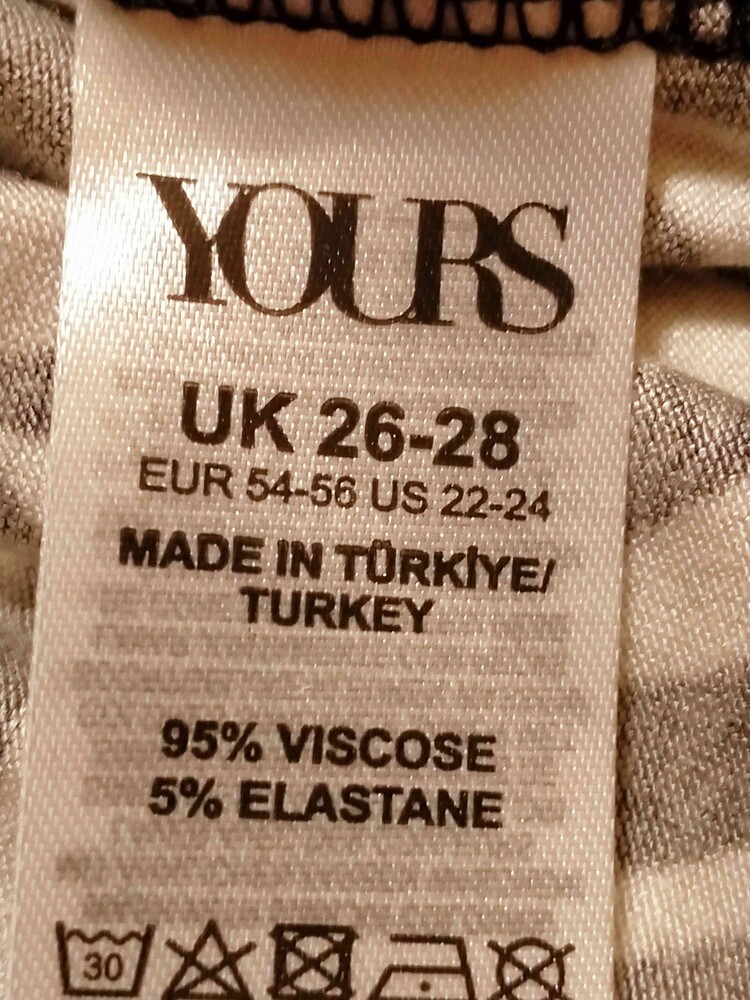 YOURS
UK 26-28
EUR 54-56 US 22-24
MADE IN TÜRKİYE/
TURKEY
95% VISCOSE
5% ELASTANE
30